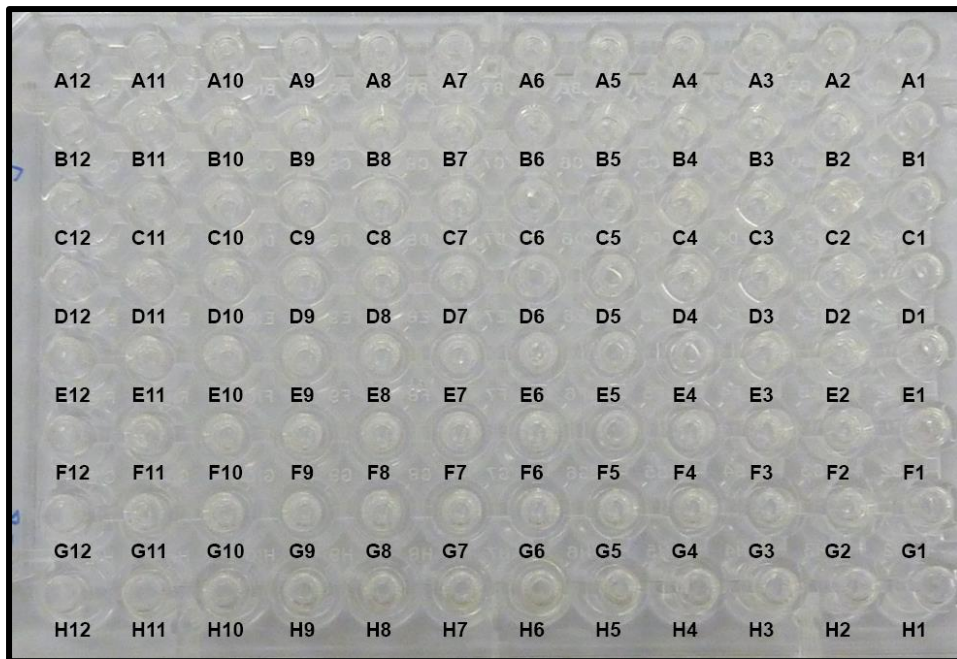 A12 A11 A10 A9 A8 A7 A6 A5 A4 A3 A2 A1
B12 B11 B10 B9 B8 B7 B6 B5 B4 B3 B2 B1
C12 C11 C10 C9 C8 C7 C6 C5 C4 C3 C2 C1
D12 D11 D10 D9 D8 D7 D6 D5 D4 D3 D2 D1
E12 E11 E10 E9 E8 E7 E6 E5 E4 E3 E2 E1
F12 F11 F10 F9 F8 F7 F6 F5 F4 F3 F2 F1
G12 G11 G10 G9 G8 G7 G6 G5 G4 G3 G2 G1
H12 H11 H10 H9 H8 H7 H6 H5 H4 H3 H2 H1